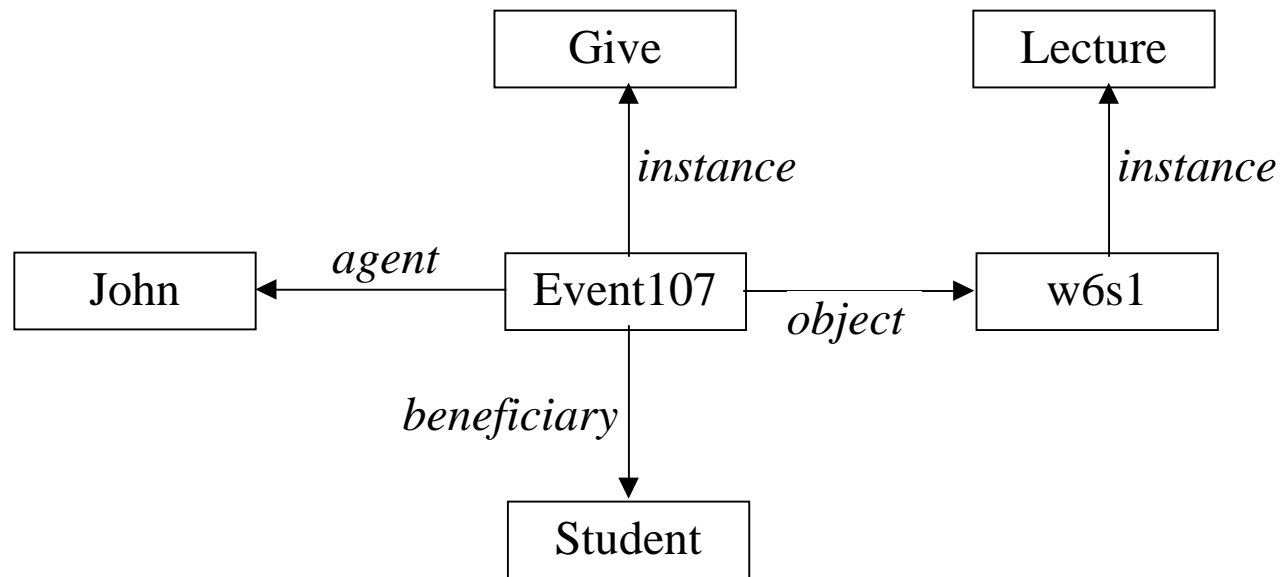 Give
Lecture
instance
instance
John
agent
Event107
object
w6s1
beneficiary
Student